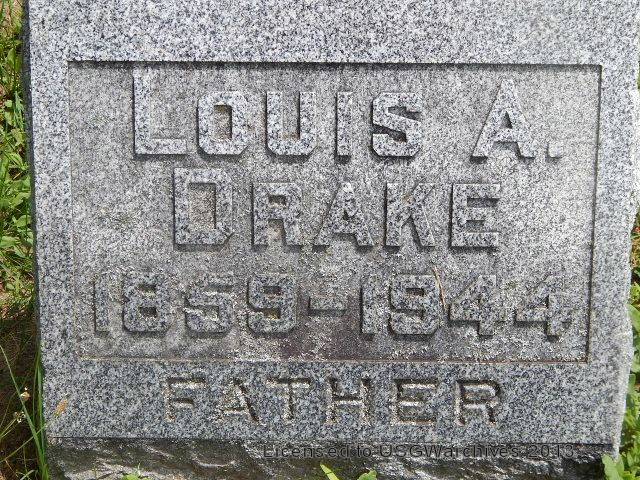 LOUIS A.
DRAKE
1859-1944
FATHER
Licensed to USGWarchives 2013